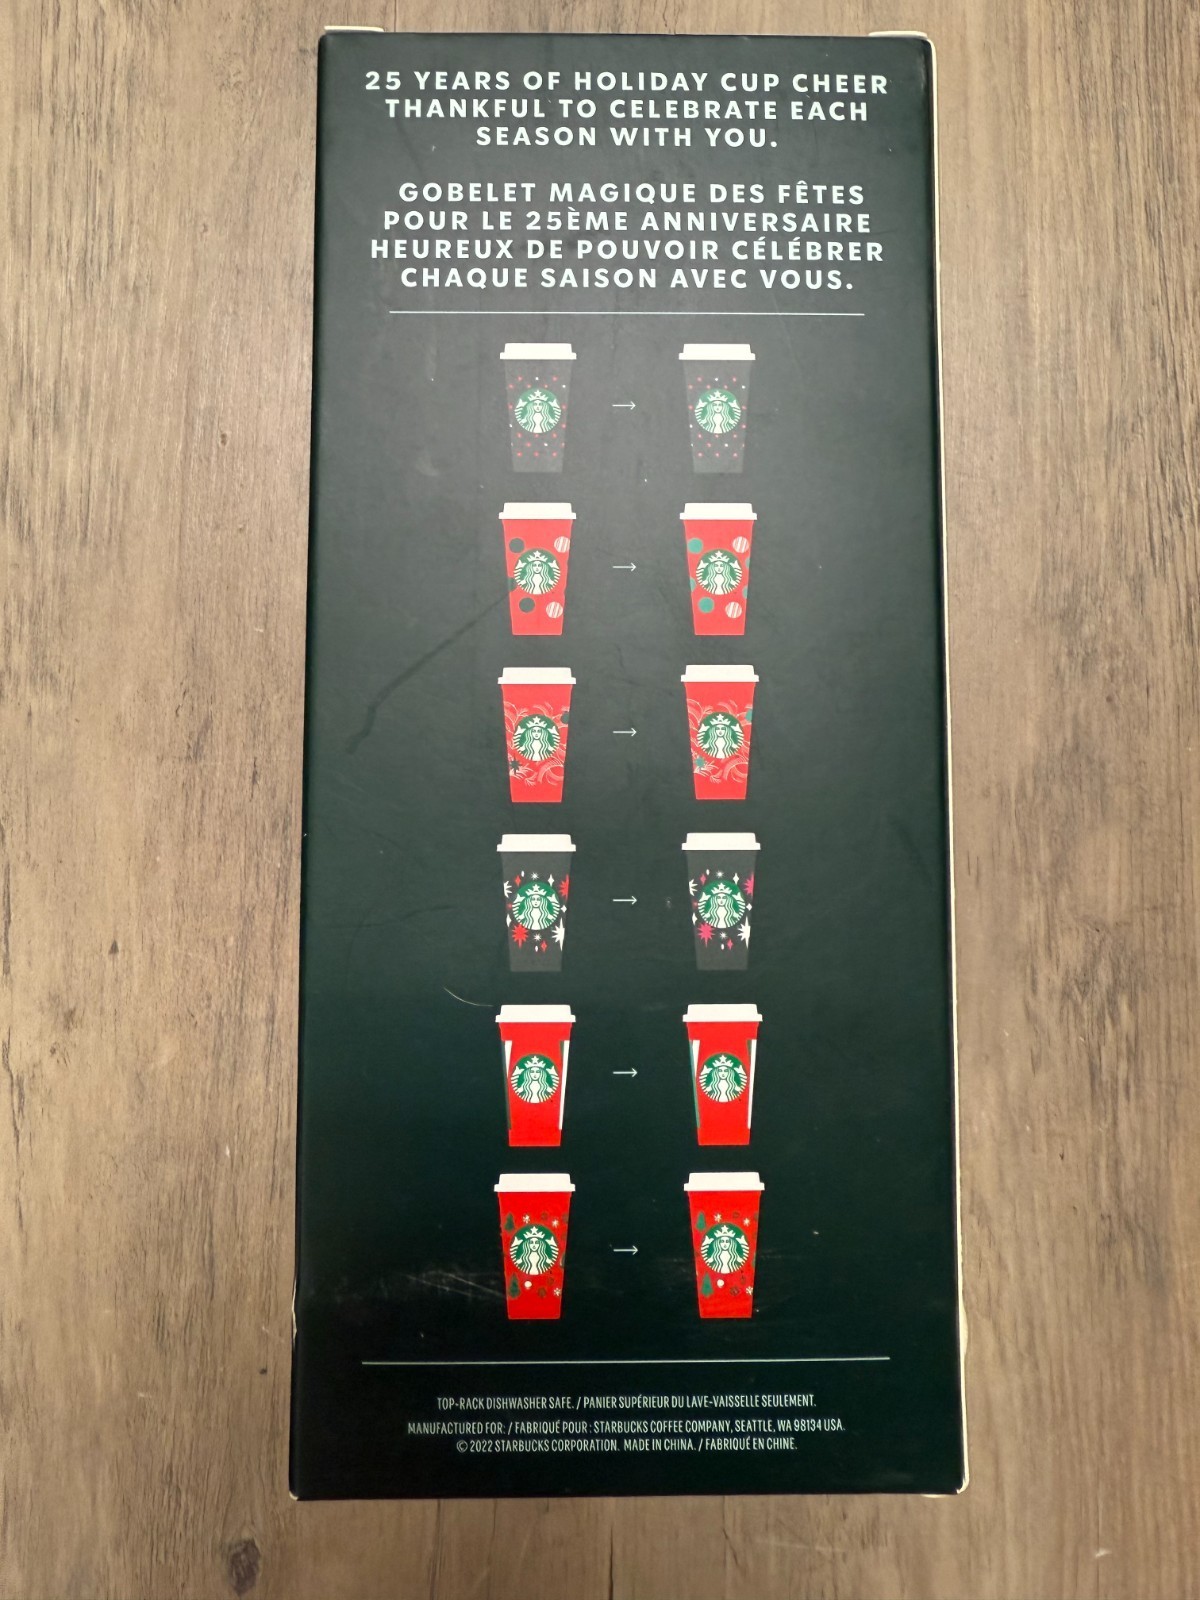 25 YEARS OF HOLIDAY CUP CHEER
THANKFUL TO CELEBRATE EACH
SEASON WITH YOU.
GOBELET MAGIQUE DES FÊTES
POUR LE 25ÈME ANNIVERSAIRE
HEUREUX DE POUVOIR CÉLÉBRER
CHAQUE SAISON AVEC VOUS.
TOP-RACK DISHWASHER SAFE. / PANIER SUPÉRIEUR DU LAVE-VAISSELLE SEULEMENT.
MANUFACTURED FOR: / FABRIQUÉ POUR : STARBUCKS COFFEE COMPANY, SEATTLE, WA 98134 USA.
© 2022 STARBUCKS CORPORATION. MADE IN CHINA. / FABRIQUÉ EN CHINE.